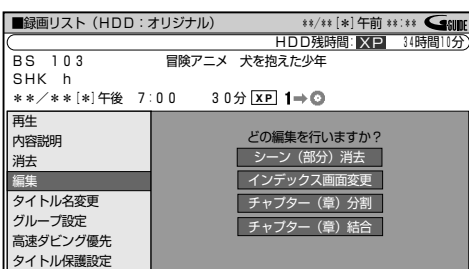 ■録画リスト（HDD：オリジナル） **/**[*]午前 **:** GGUIDE
HDD残時間：XP 34時間10分
BS 103 冒険アニメ 犬を抱えた少年
SHK h
**/**[*]午後 7:00 30分 XP 1➡
再生
内容説明
消去
編集
タイトル名変更
グループ設定
高速ダビング優先
タイトル保護設定
どの編集を行いますか？
シーン（部分）消去
インデックス画面変更
チャプター（章）分割
チャプター（章）結合